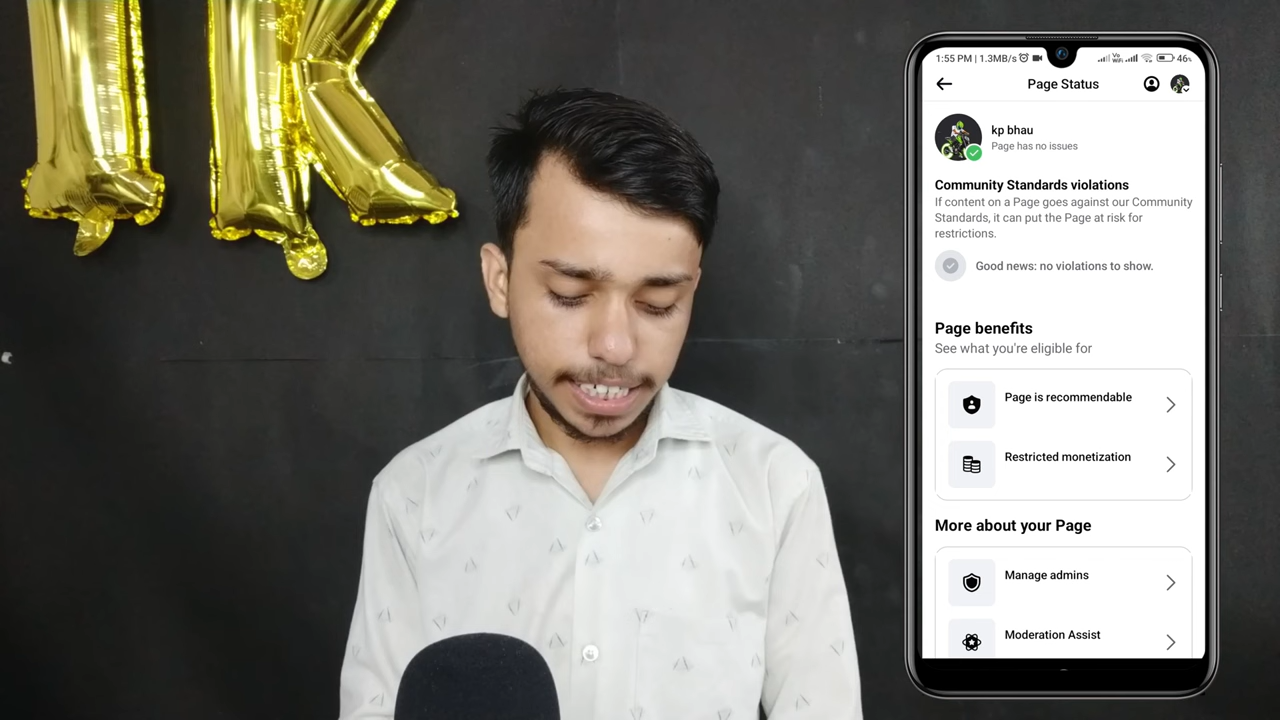 1K
1:55 PM | 1.3MB/s
Vo
WiFi
46%
Page Status
kp bhau
Page has no issues
Community Standards violations
If content on a Page goes against our Community
Standards, it can put the Page at risk for
restrictions.
Good news: no violations to show.
Page benefits
See what you're eligible for
Page is recommendable
Restricted monetization
More about your Page
Manage admins
Moderation Assist